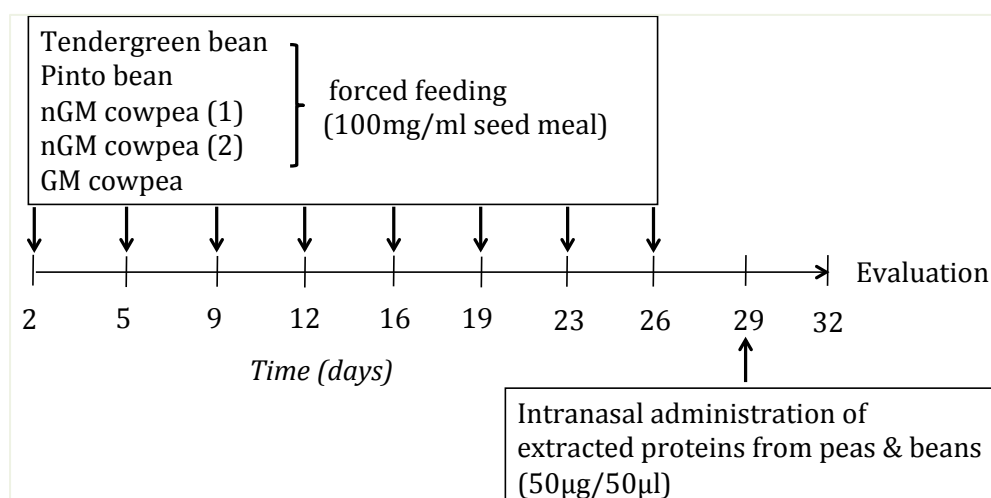 Tendergreen bean
Pinto bean
nGM cowpea (1)
nGM cowpea (2)
GM cowpea
forced feeding
(100mg/ml seed meal)
Evaluation
2 5 9 12 16 19 23 26 29 32
Time (days)
Intranasal administration of
extracted proteins from peas & beans
(50µg/50µl)